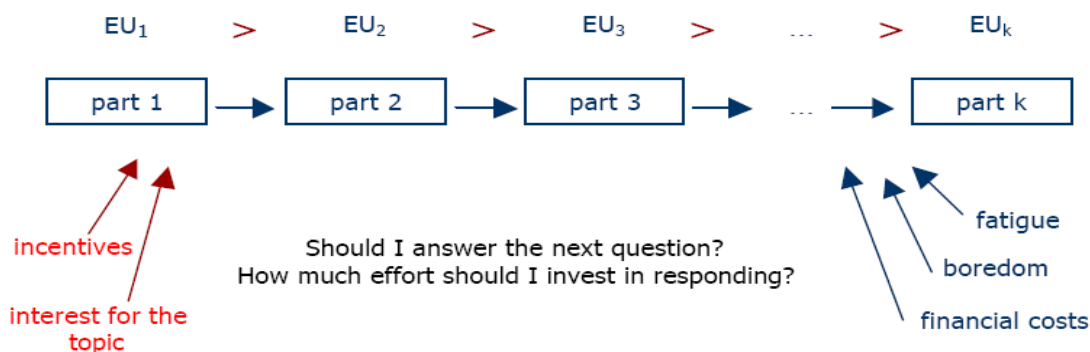 EU₁ > EU₂ > EU₃ > ... > EUₖ
part 1 part 2 part 3 ... part k
incentives
interest for the
topic
Should I answer the next question?
How much effort should I invest in responding?
fatigue
boredom
financial costs